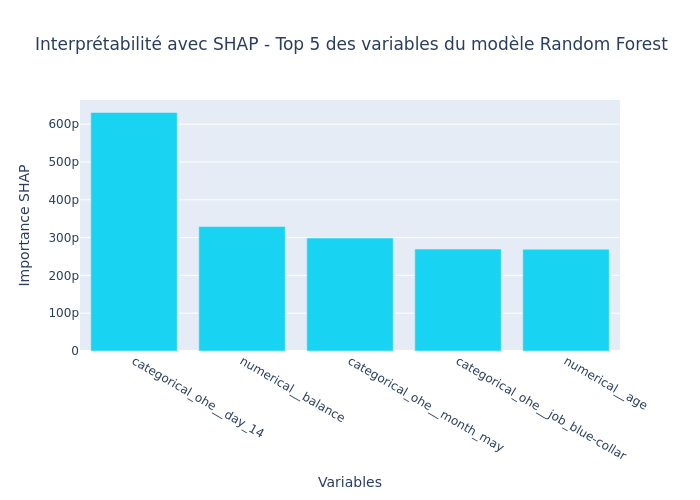 Interprétabilité avec SHAP - Top 5 des variables du modèle Random Forest
600p
500p
400p
300p
200p
100p
0
Importance SHAP
categorical_ohe__day_14
numerical__balance
categorical_ohe__month_may
categorical_ohe__job_blue-collar
numerical__age
Variables